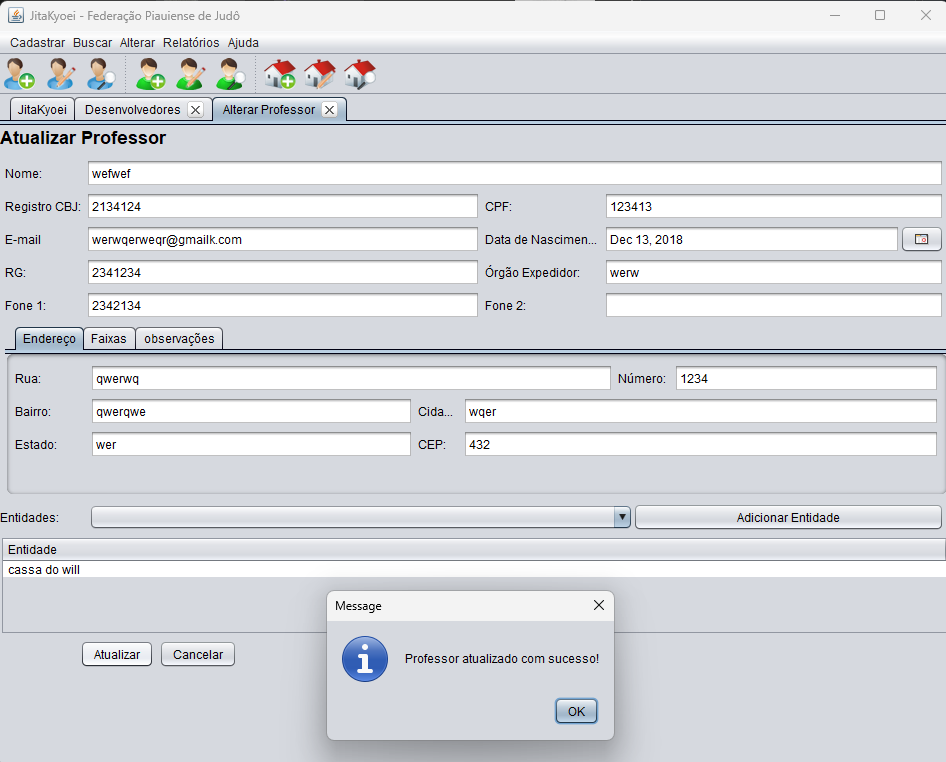 JitaKyoei - Federação Piauiense de Judô
Cadastrar Buscar Alterar Relatórios Ajuda
JitaKyoei Desenvolvedores Alterar Professor
Atualizar Professor
Nome: wefwef
Registro CBJ: 2134124 CPF: 123413
E-mail werwqerweqr@gmailk.com Data de Nascimen... Dec 13, 2018
RG: 2341234 Órgão Expedidor: werw
Fone 1: 2342134 Fone 2:
Endereço Faixas observações
Rua: qwerwq Número: 1234
Bairro: qwerqwe Cida... wqer
Estado: wer CEP: 432
Entidades: Adicionar Entidade
Entidade
cassa do will
Atualizar Cancelar
Message
Professor atualizado com sucesso!
OK